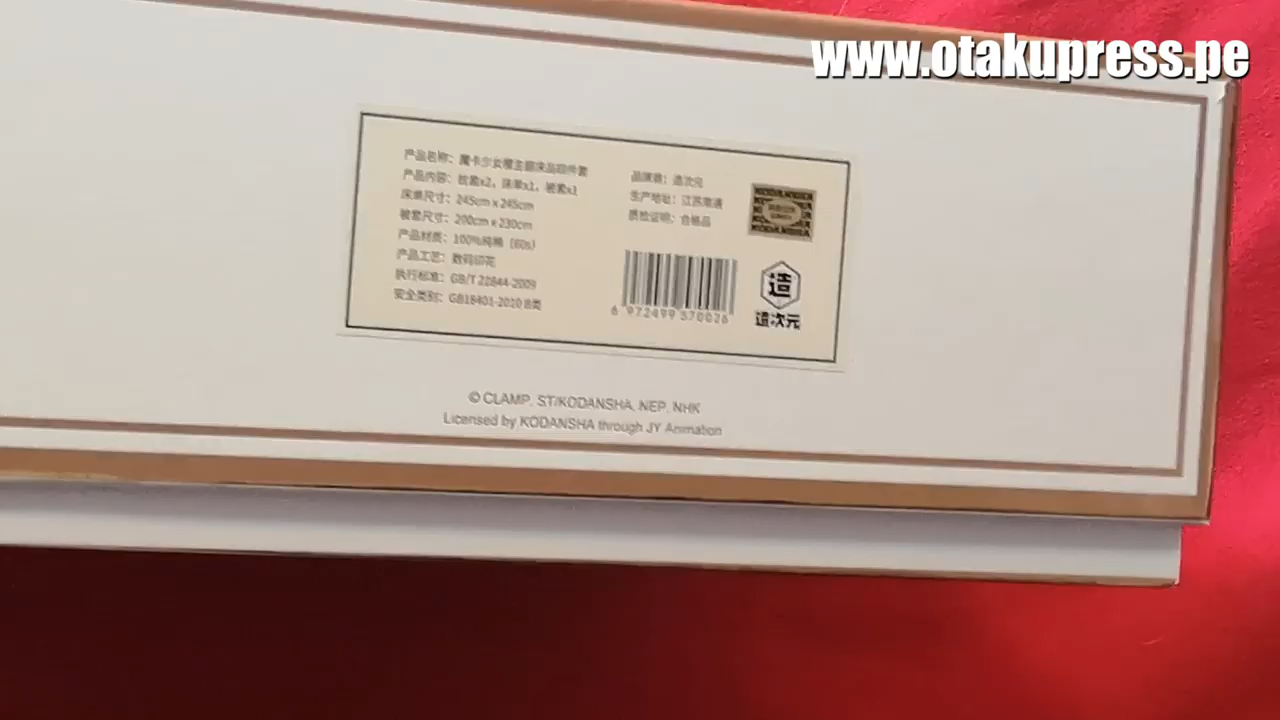 www.otakupress.pe
产品名称：魔卡少女樱主题床品四件套
产品内容：枕套x2，床单x1，被套x1
床单尺寸：245cm x 245cm
被套尺寸：200cm x 230cm
产品材质：100%纯棉（60s）
产品工艺：数码印花
执行标准：GB/T 22844-2009
安全类别：GB18401-2010 B类
品牌商：造次元
生产地址：江苏南通
质检证明：合格品
KODANSHA
KODANSHA
6 972499 570026
造
造次元
© CLAMP, ST/KODANSHA, NEP, NHK
Licensed by KODANSHA through JY Animation